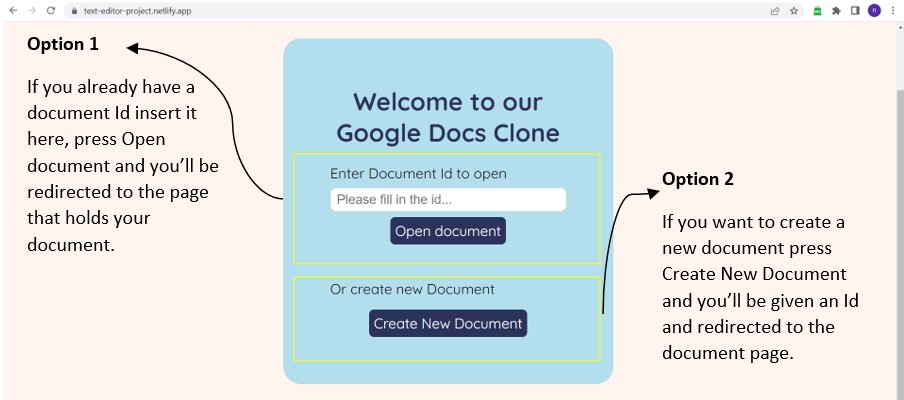 text-editor-project.netlify.app
n
Option 1
If you already have a
document Id insert it
here, press Open
document and you’ll be
redirected to the page
that holds your
document.
Welcome to our
Google Docs Clone
Enter Document Id to open
Please fill in the id...
Open document
Or create new Document
Create New Document
Option 2
If you want to create a
new document press
Create New Document
and you’ll be given an Id
and redirected to the
document page.